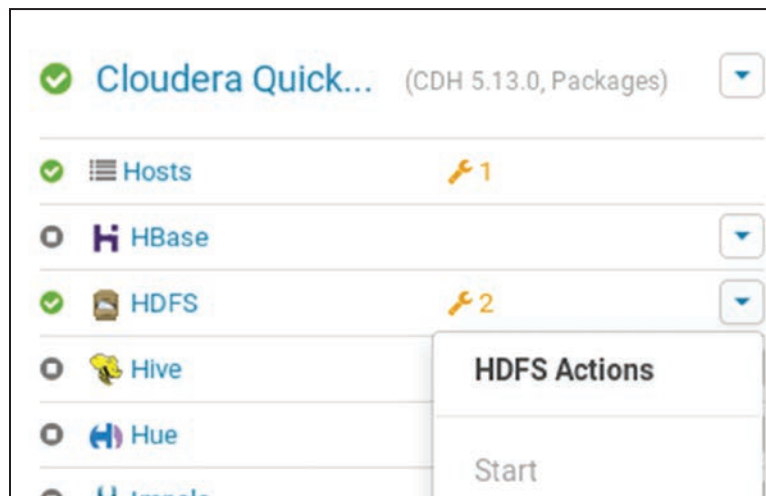 Cloudera Quick... (CDH 5.13.0, Packages)
Hosts 1
HBase
HDFS 2
Hive
HDFS Actions
Hue
Start